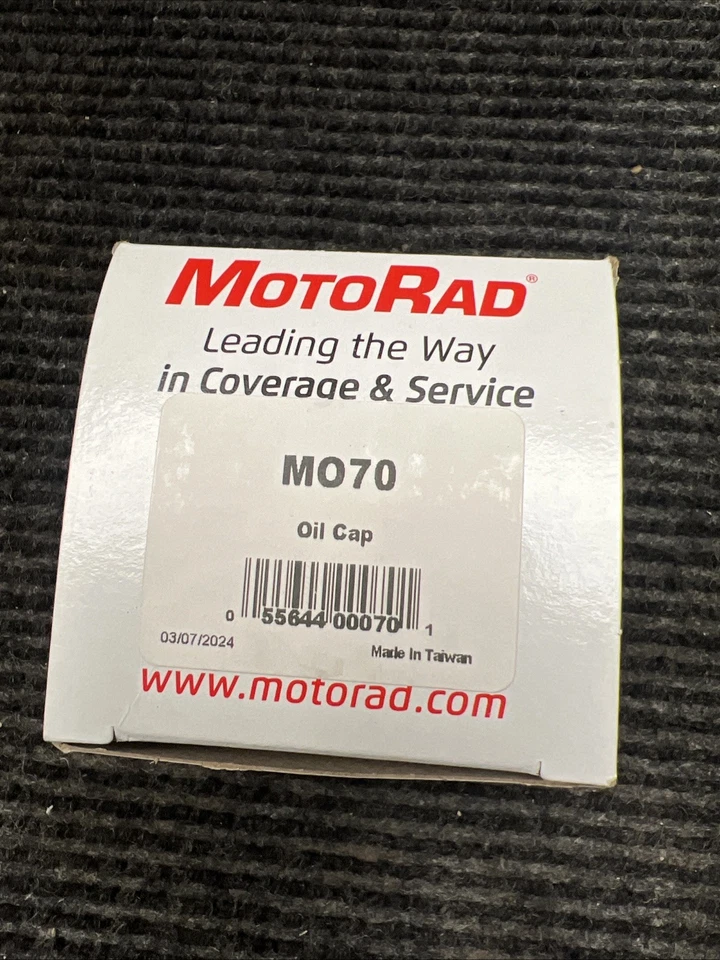 MOTORAD®
Leading the Way
in Coverage & Service
MO70
Oil Cap
0 55644 00070 1
03/07/2024
Made In Taiwan
www.motorad.com